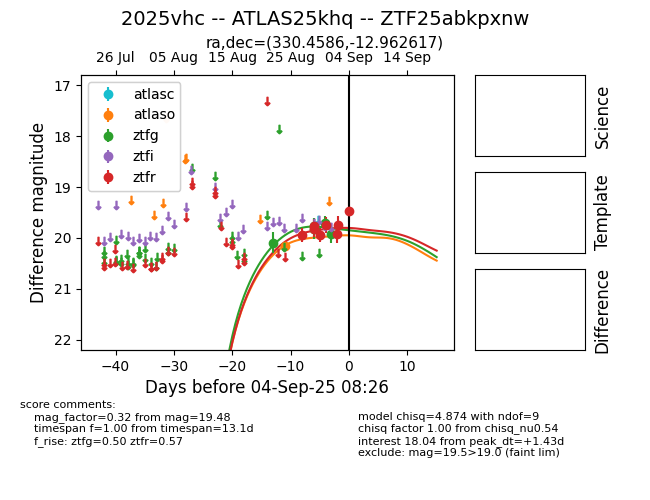 2025vhc -- ATLAS25khq -- ZTF25abkpxnw
ra,dec=(330.4586,-12.962617)
26 Jul 05 Aug 15 Aug 25 Aug 04 Sep 14 Sep
atlasc
atlaso
ztfg
ztfi
ztfr
17
18
19
20
21
22
Difference magnitude
−40 −30 −20 −10 0 10
Days before 04-Sep-25 08:26
Science
Template
Difference
score comments:
mag_factor=0.32 from mag=19.48
timespan f=1.00 from timespan=13.1d
f_rise: ztfg=0.50 ztfr=0.57
model chisq=4.874 with ndof=9
chisq factor 1.00 from chisq_nu0.54
interest 18.04 from peak_dt=+1.43d
exclude: mag=19.5>19.0 (faint lim)